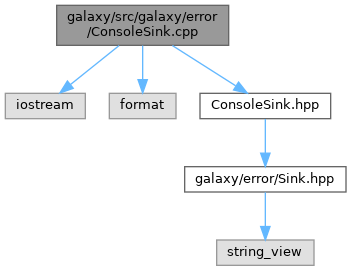 galaxy/src/galaxy/error
/ConsoleSink.cpp
iostream
format
ConsoleSink.hpp
galaxy/error/Sink.hpp
string_view